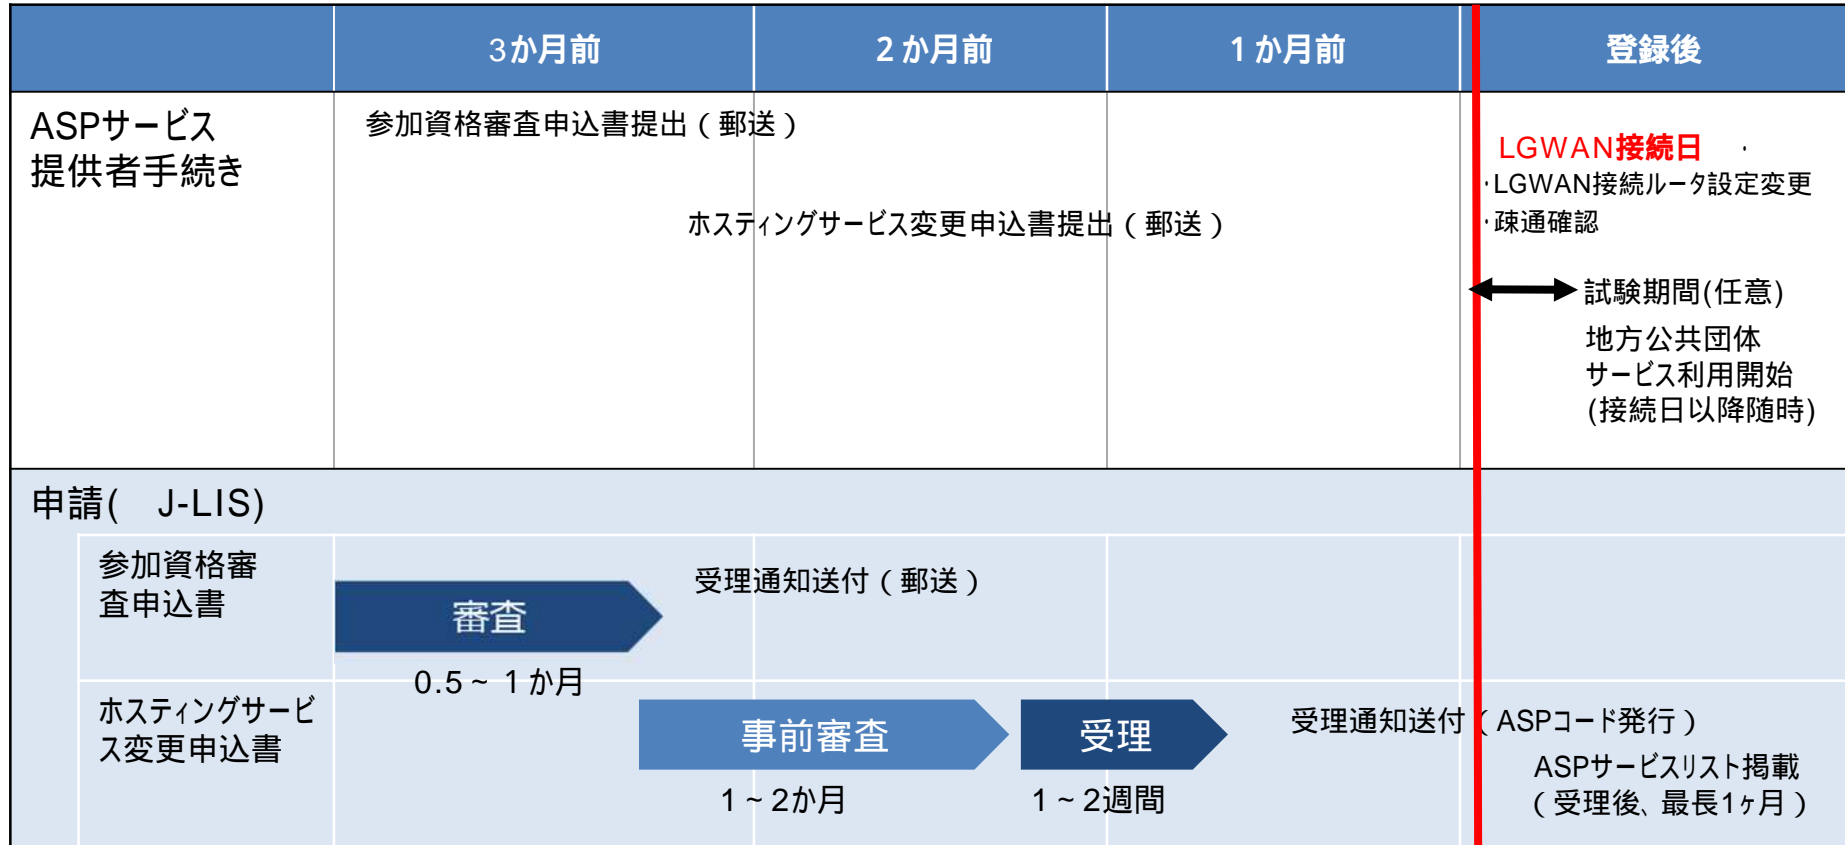 3か月前
2か月前
1か月前
登録後
ASPサービス
提供者手続き
参加資格審査申込書提出（郵送）
ホスティングサービス変更申込書提出（郵送）
LGWAN接続日
・LGWAN接続ルータ設定変更
・疎通確認
試験期間(任意)
地方公共団体
サービス利用開始
(接続日以降随時)
申請(　J-LIS)
参加資格審
査申込書
審査
受理通知送付（郵送）
0.5～１か月
ホスティングサービ
ス変更申込書
事前審査
受理
受理通知送付（ASPコード発行）
ASPサービスリスト掲載
（受理後、最長1ヶ月）
1～2か月
1～2週間